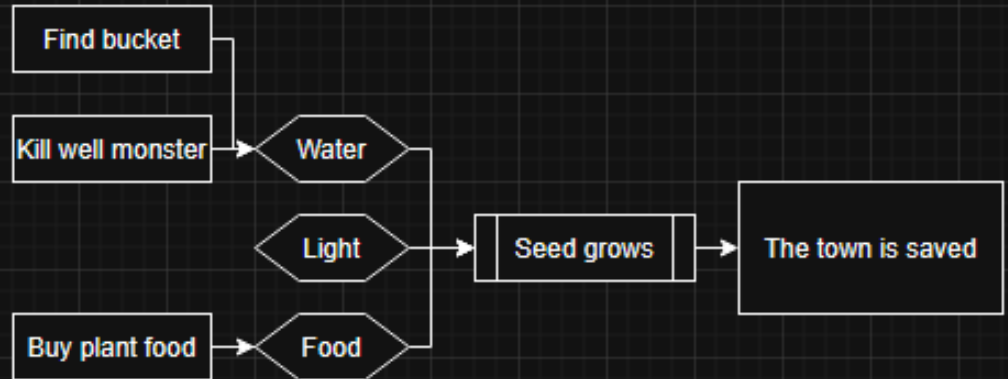 Find bucket
Kill well monster
Water
Light
Seed grows
The town is saved
Buy plant food
Food